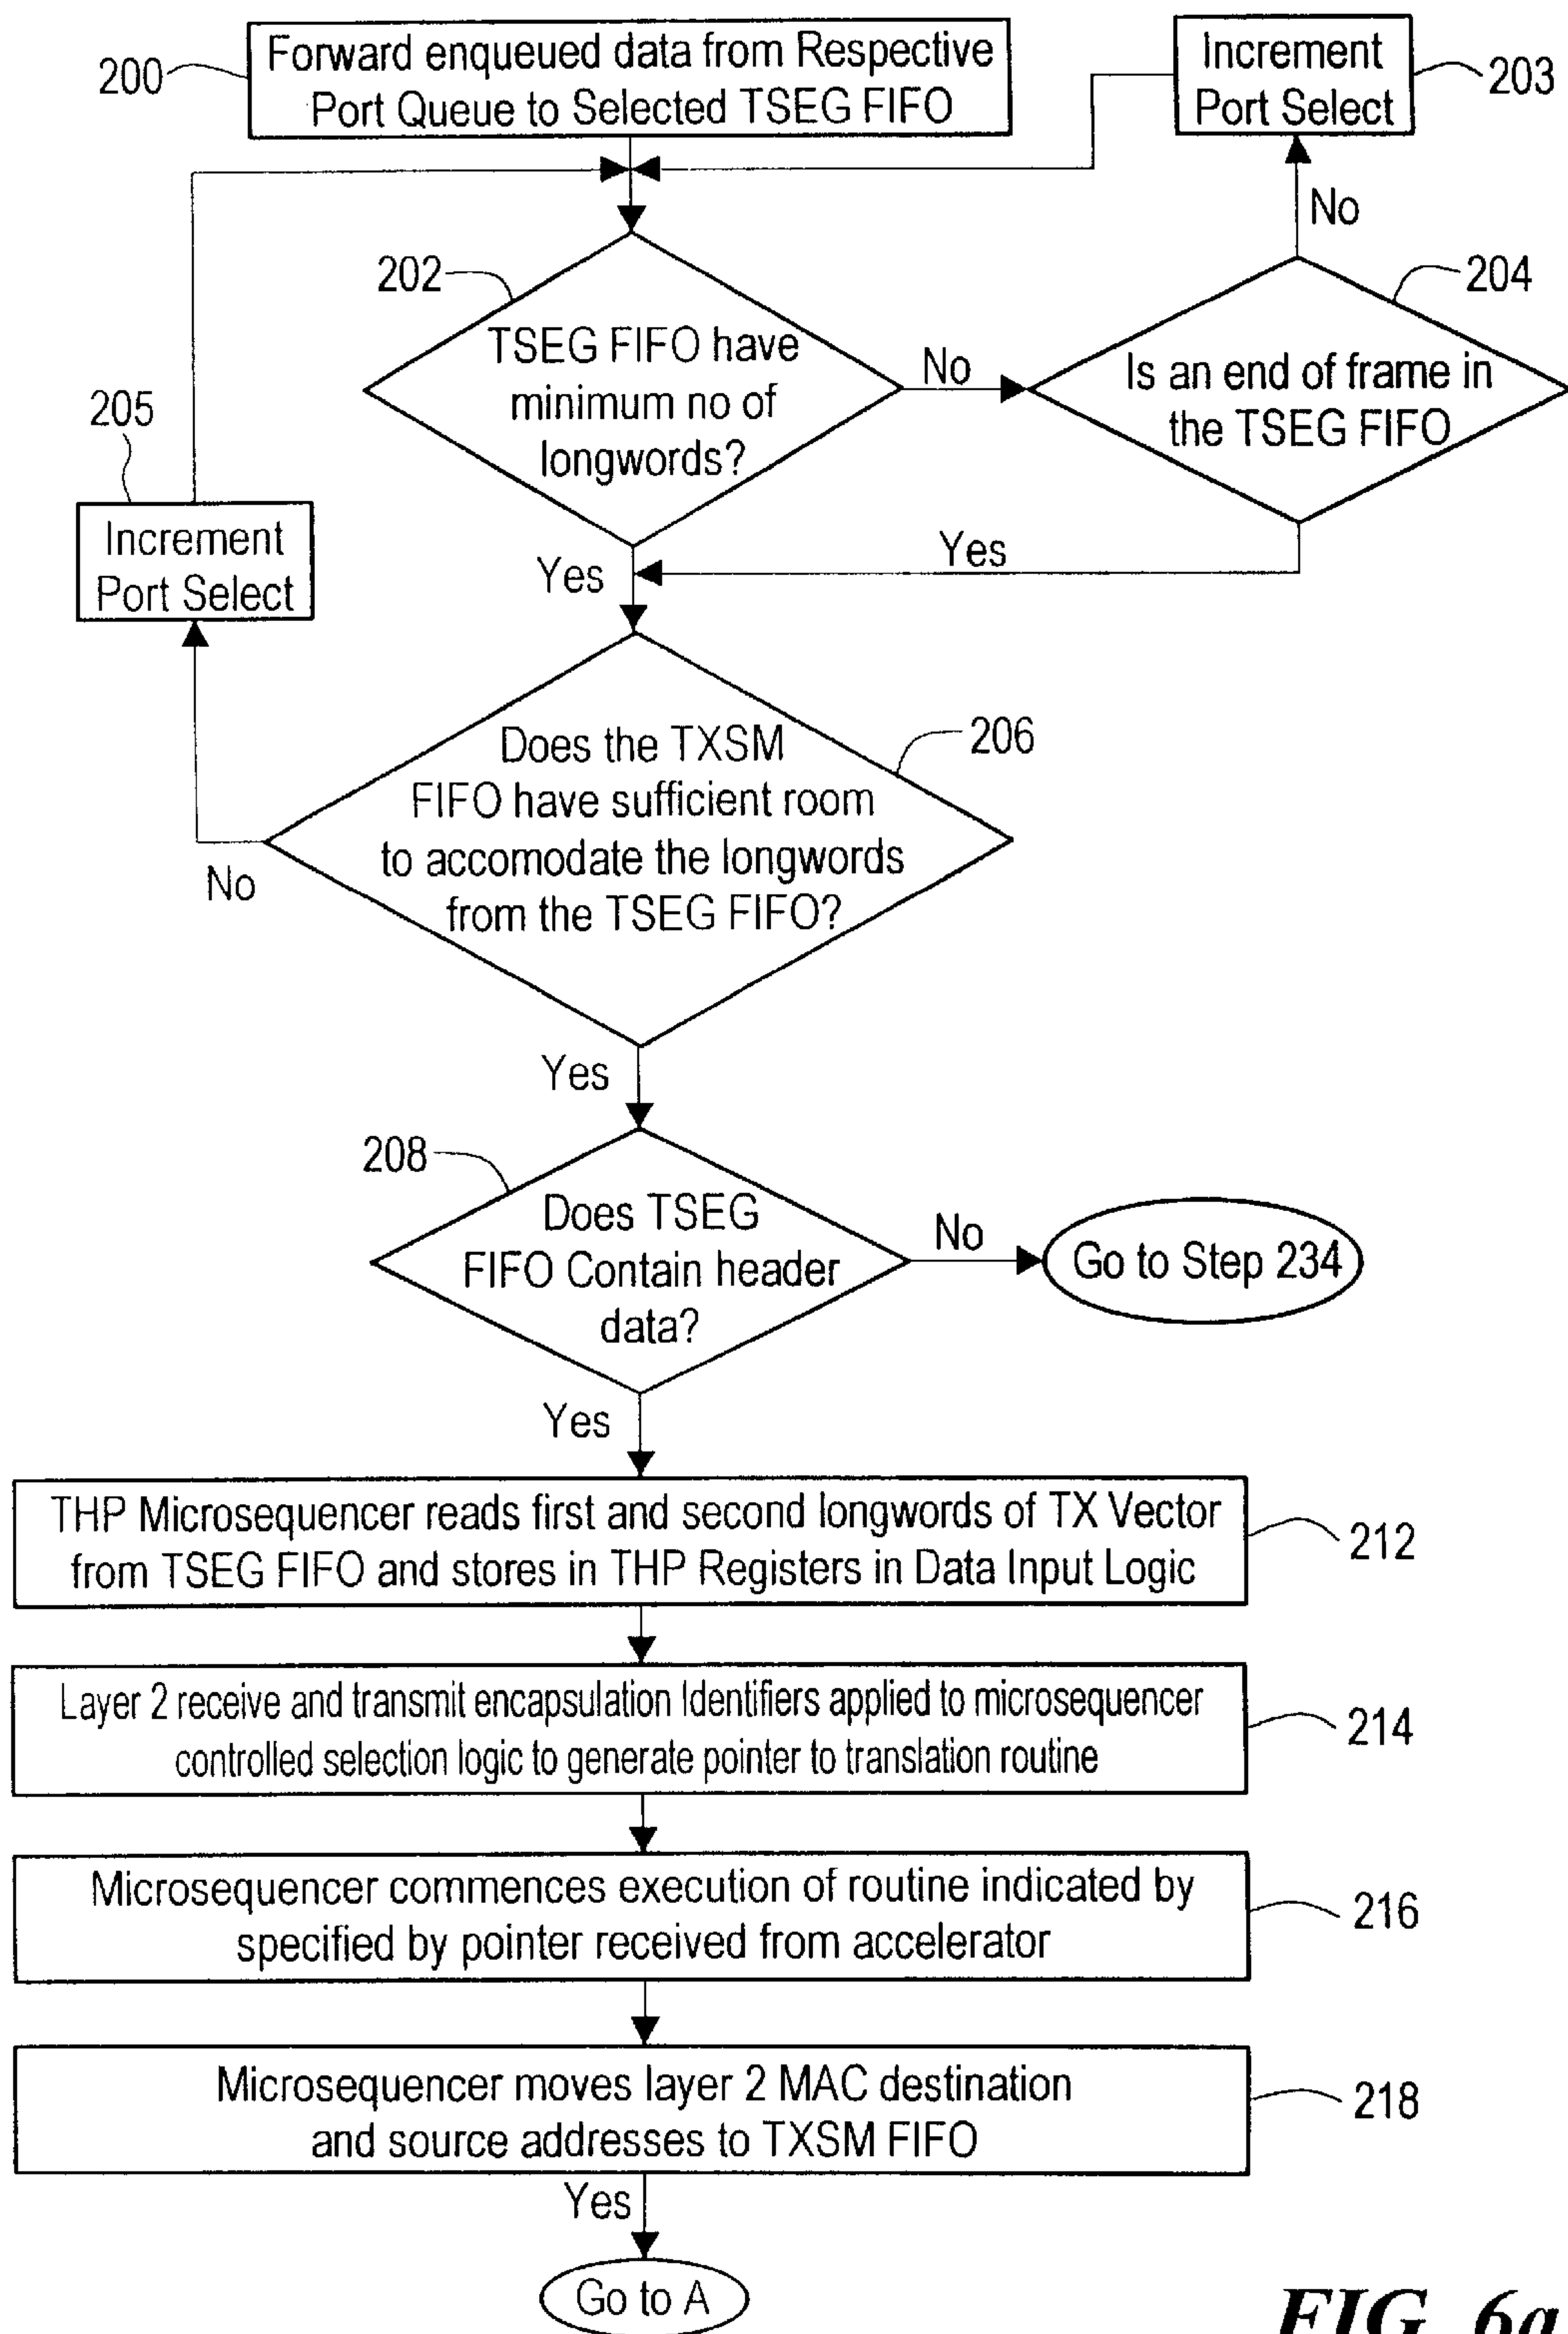 200
Forward enqueued data from Respective
Port Queue to Selected TSEG FIFO
Increment
Port Select
203
No
202
TSEG FIFO have
minimum no of
longwords?
No
204
Is an end of frame in
the TSEG FIFO
205
Increment
Port Select
Yes
Yes
Does the TXSM
FIFO have sufficient room
to accomodate the longwords
from the TSEG FIFO?
206
No
Yes
208
Does TSEG
FIFO Contain header
data?
No
Go to Step 234
Yes
THP Microsequencer reads first and second longwords of TX Vector
from TSEG FIFO and stores in THP Registers in Data Input Logic
212
Layer 2 receive and transmit encapsulation Identifiers applied to microsequencer
controlled selection logic to generate pointer to translation routine
214
Microsequencer commences execution of routine indicated by
specified by pointer received from accelerator
216
Microsequencer moves layer 2 MAC destination
and source addresses to TXSM FIFO
218
Yes
Go to A
FIG. 6a